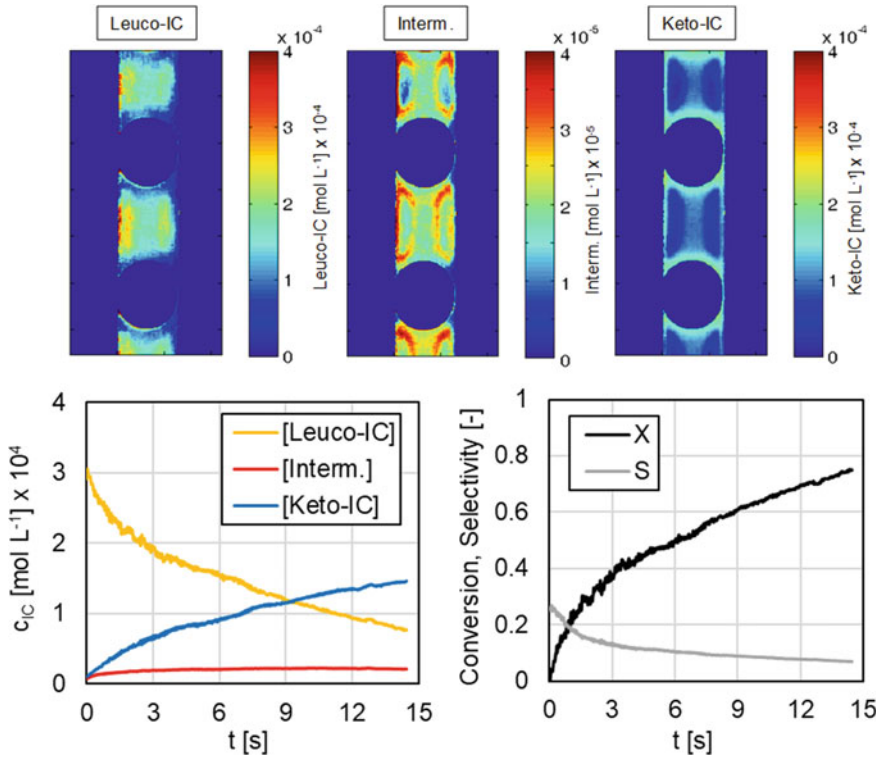 Leuco-IC
Interm.
Keto-IC
x 10-4
4
3
2
1
0
Leuco-IC [mol L-1] x 10-4
x 10-5
4
3
2
1
0
Interm. [mol L-1] x 10-5
x 10-4
4
3
2
1
0
Keto-IC [mol L-1] x 10-4
cIC [mol L-1] x 104
4
3
2
1
0
[Leuco-IC]
[Interm.]
[Keto-IC]
0 3 6 9 12 15
t [s]
Conversion, Selectivity [-]
1
0.8
0.6
0.4
0.2
0
X
S
0 3 6 9 12 15
t [s]